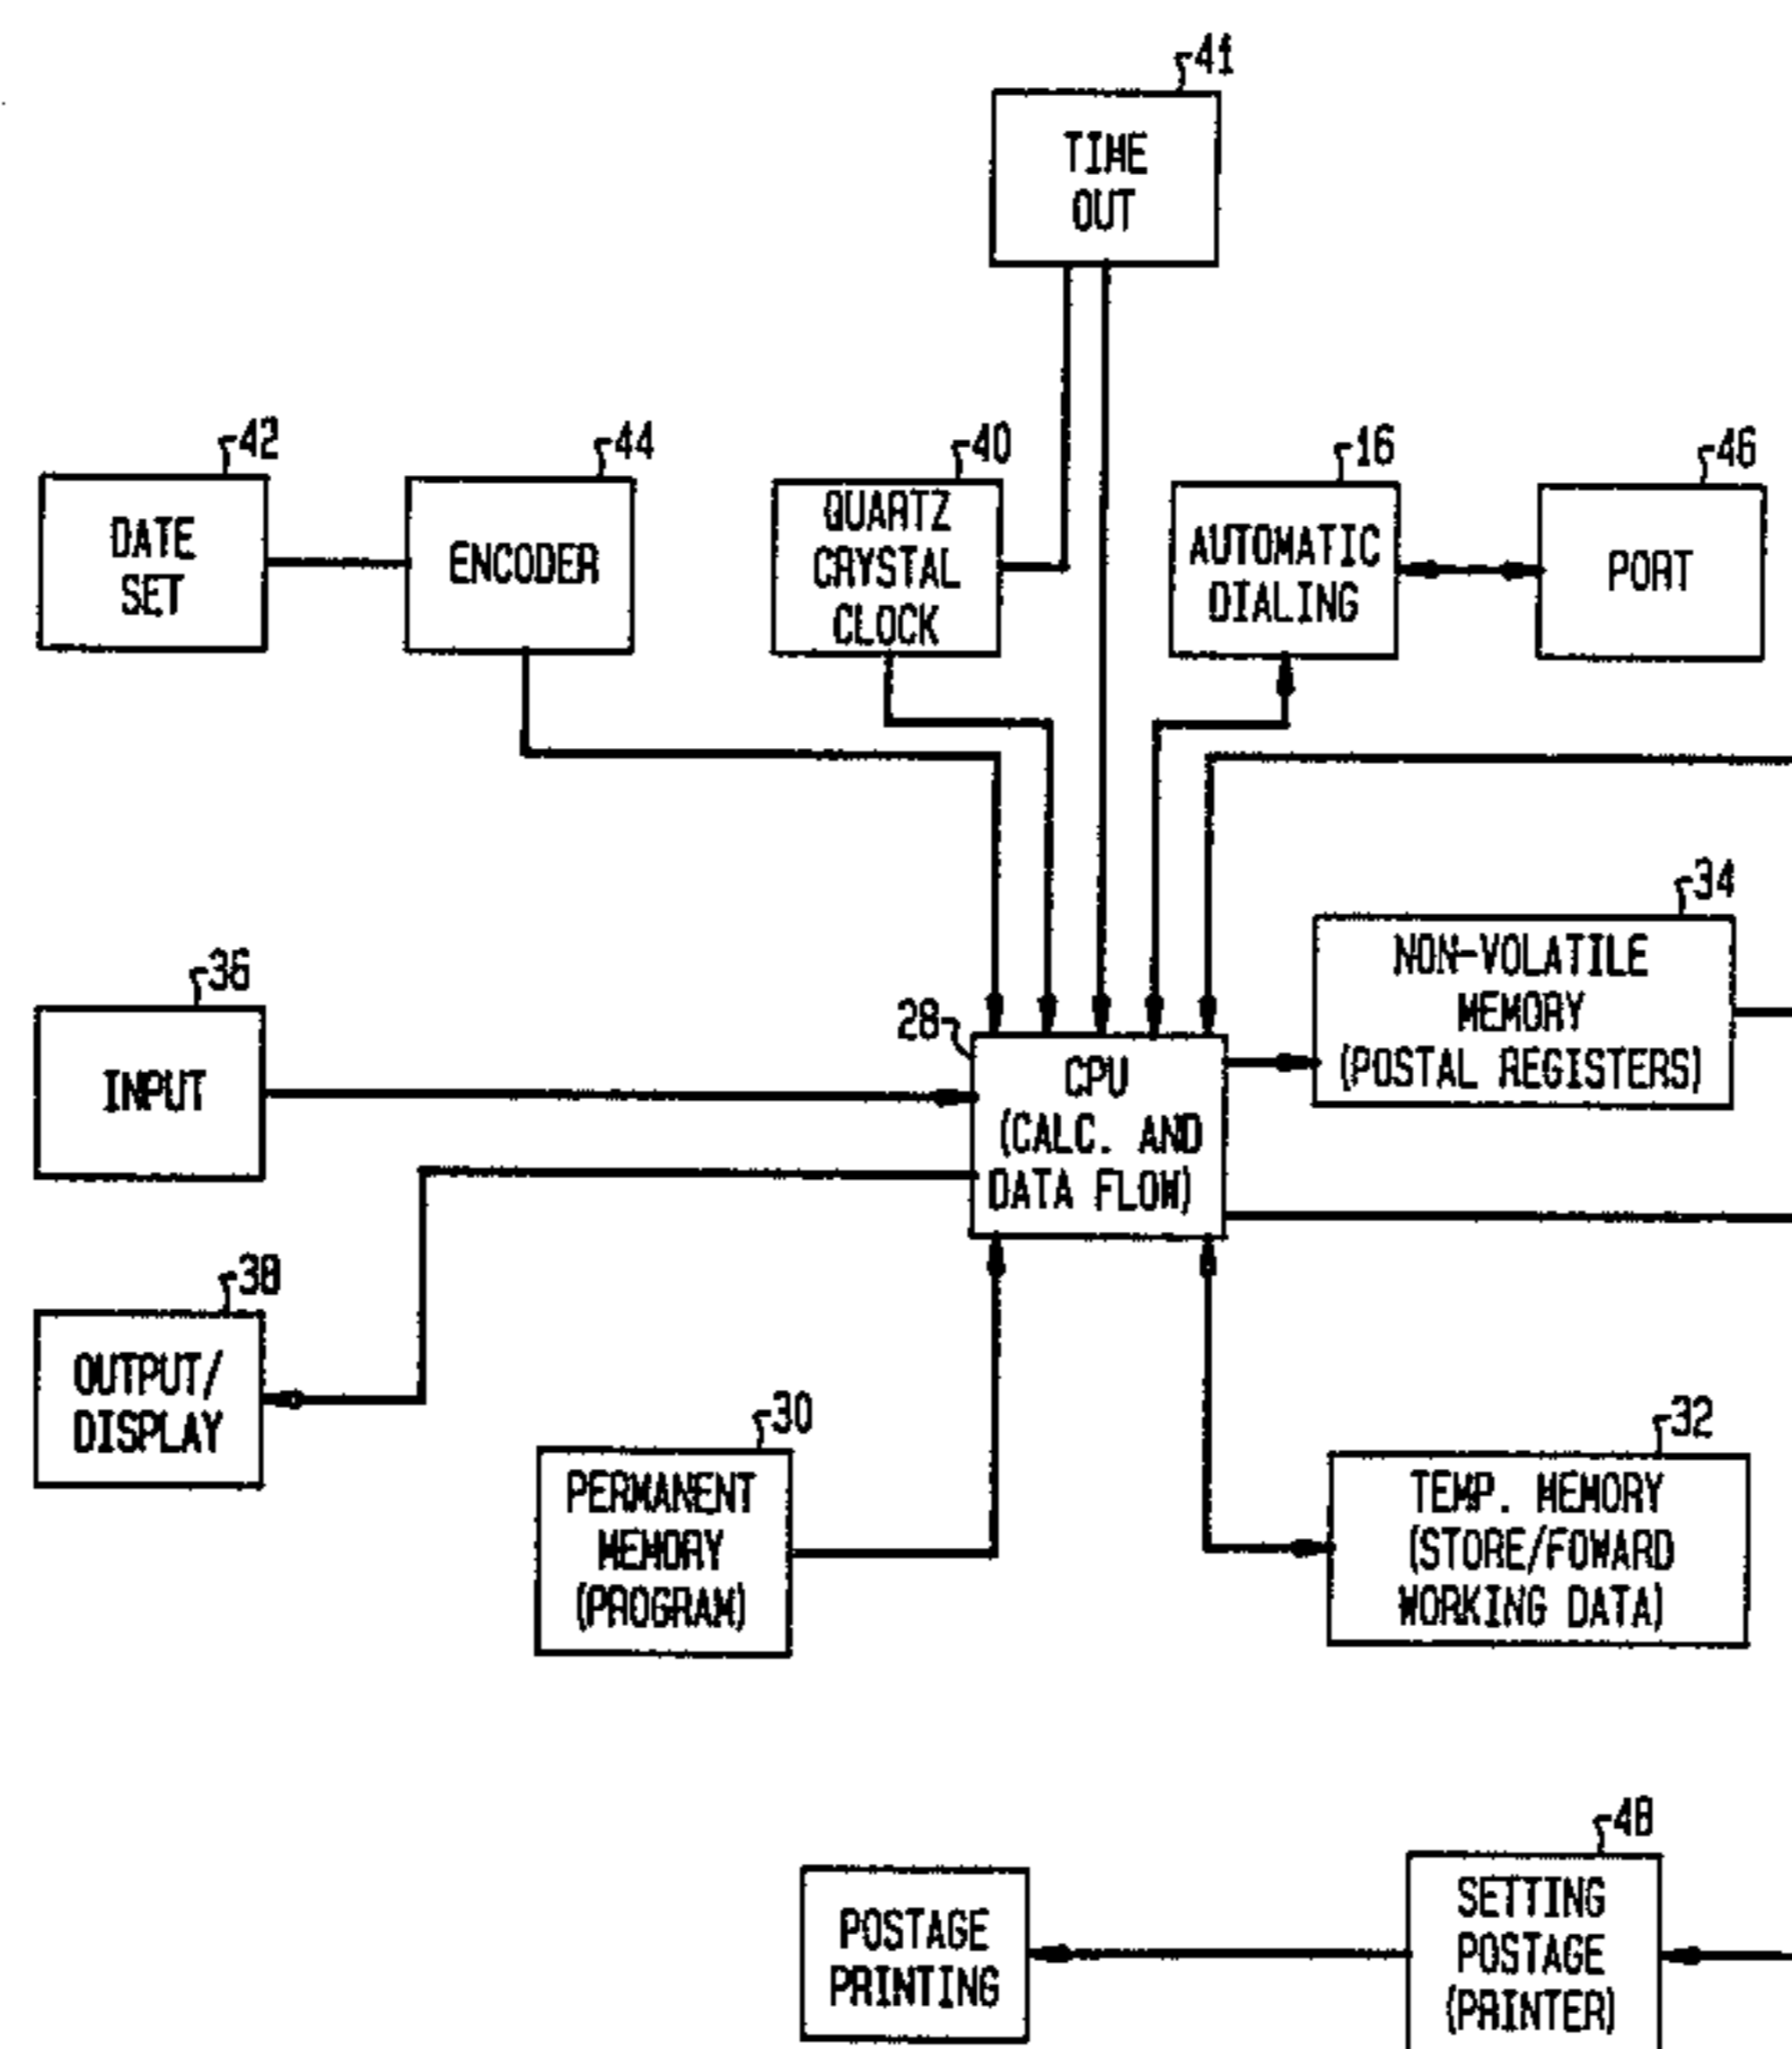 41
TIME
OUT
42
DATE
SET
44
ENCODER
40
QUARTZ
CRYSTAL
CLOCK
16
AUTOMATIC
DIALING
46
PORT
36
INPUT
28
CPU
(CALC. AND
DATA FLOW)
34
NON-VOLATILE
MEMORY
(POSTAL REGISTERS)
38
OUTPUT/
DISPLAY
30
PERMANENT
MEMORY
(PROGRAM)
32
TEMP. MEMORY
(STORE/FOWARD
WORKING DATA)
POSTAGE
PRINTING
48
SETTING
POSTAGE
(PRINTER)